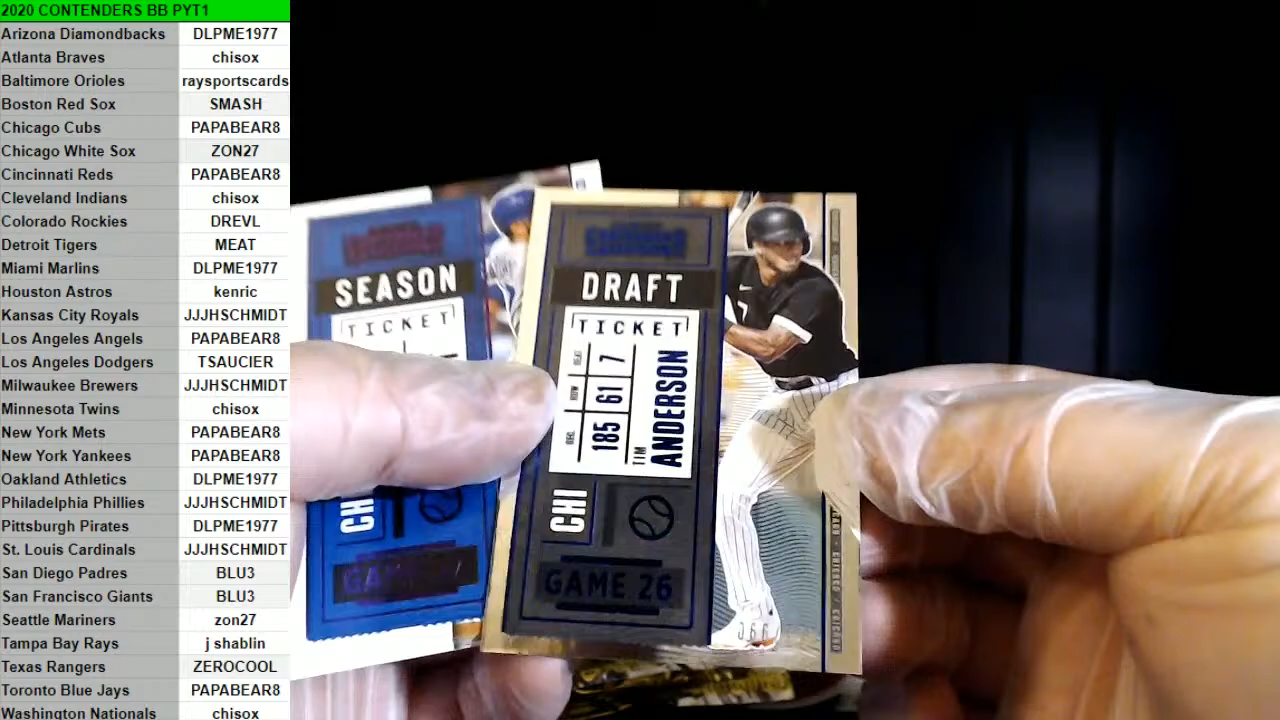 2020 CONTENDERS BB PYT1
Arizona Diamondbacks DLPME1977
Atlanta Braves chisox
Baltimore Orioles raysportscards
Boston Red Sox SMASH
Chicago Cubs PAPABEAR8
Chicago White Sox ZON27
Cincinnati Reds PAPABEAR8
Cleveland Indians chisox
Colorado Rockies DREVL
Detroit Tigers MEAT
Miami Marlins DLPME1977
Houston Astros kenric
Kansas City Royals JJJHSCHMIDT
Los Angeles Angels PAPABEAR8
Los Angeles Dodgers TSAUCIER
Milwaukee Brewers JJJHSCHMIDT
Minnesota Twins chisox
New York Mets PAPABEAR8
New York Yankees PAPABEAR8
Oakland Athletics DLPME1977
Philadelphia Phillies JJJHSCHMIDT
Pittsburgh Pirates DLPME1977
St. Louis Cardinals JJJHSCHMIDT
San Diego Padres BLU3
San Francisco Giants BLU3
Seattle Mariners zon27
Tampa Bay Rays j shablin
Texas Rangers ZEROCOOL
Toronto Blue Jays PAPABEAR8
Washington Nationals chisox
SEASON
TICKET
CHI
DRAFT
TICKET
SEC. ROW SEAT
185 61 7
TIM
ANDERSON
CHI
GAME 26